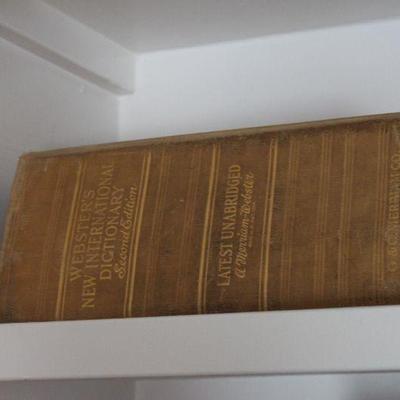 WEBSTER'S
NEW INTERNATIONAL
DICTIONARY
Second Edition
LATEST UNABRIDGED
A Merriam-Webster